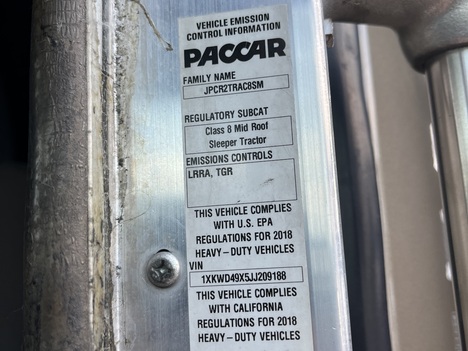 VEHICLE EMISSION
CONTROL INFORMATION
PACCAR
FAMILY NAME
JPCR2TRAC8SM
REGULATORY SUBCAT
Class 8 Mid Roof
Sleeper Tractor
EMISSIONS CONTROLS
LRRA, TGR
THIS VEHICLE COMPLIES
WITH U.S. EPA
REGULATIONS FOR 2018
HEAVY-DUTY VEHICLES
VIN
1XKWD49X5JJ209188
THIS VEHICLE COMPLIES
WITH CALIFORNIA
REGULATIONS FOR 2018
HEAVY-DUTY VEHICLES